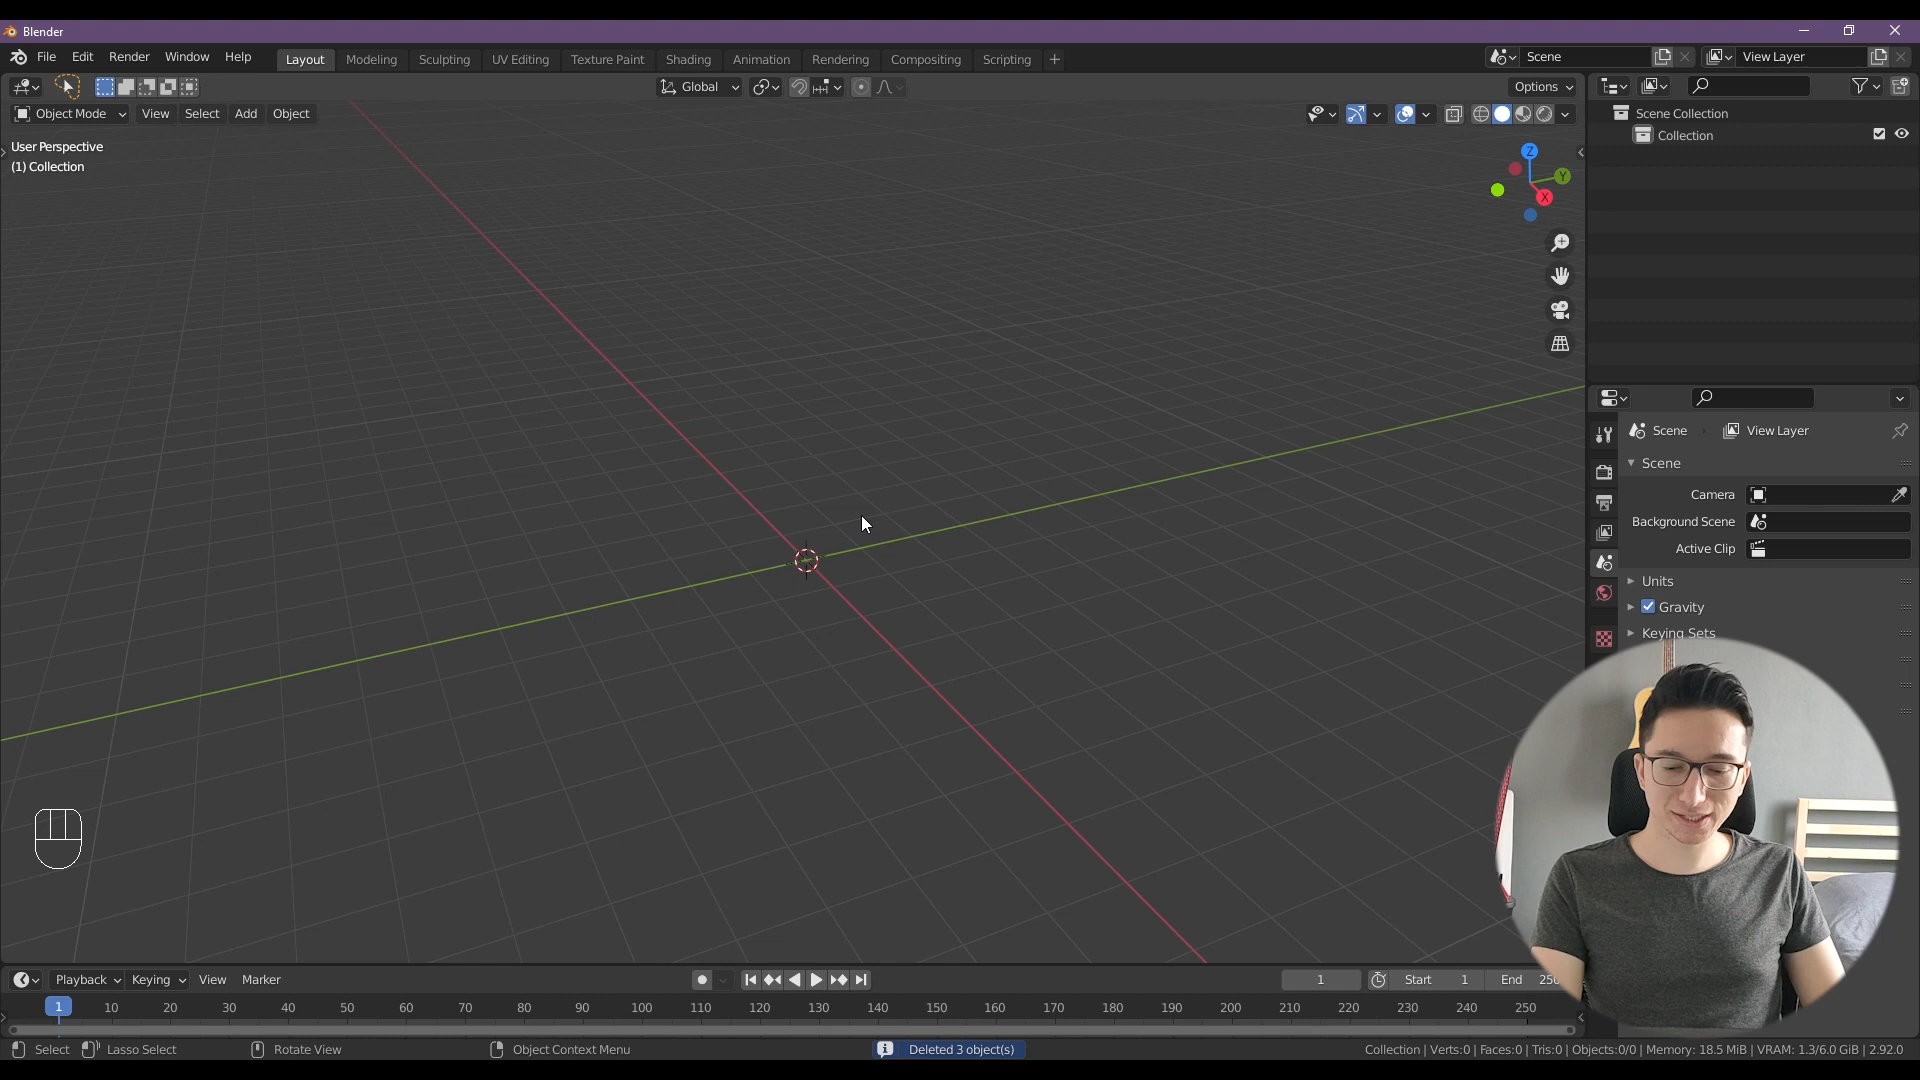 Blender
File Edit Render Window Help Layout Modeling Sculpting UV Editing Texture Paint Shading Animation Rendering Compositing Scripting + Scene View Layer
Global Options
Object Mode View Select Add Object
User Perspective
(1) Collection
Z
Y
X
Scene Collection
Collection
Scene View Layer
Scene
Camera
Background Scene
Active Clip
Units
Gravity
Keying Sets
Playback Keying View Marker 1 Start 1 End 250
1 10 20 30 40 50 60 70 80 90 100 110 120 130 140 150 160 170 180 190 200 210 220 230 240 250
Select Lasso Select Rotate View Object Context Menu Deleted 3 object(s) Collection | Verts:0 | Faces:0 | Tris:0 | Objects:0/0 | Memory: 18.5 MiB | VRAM: 1.3/6.0 GiB | 2.92.0